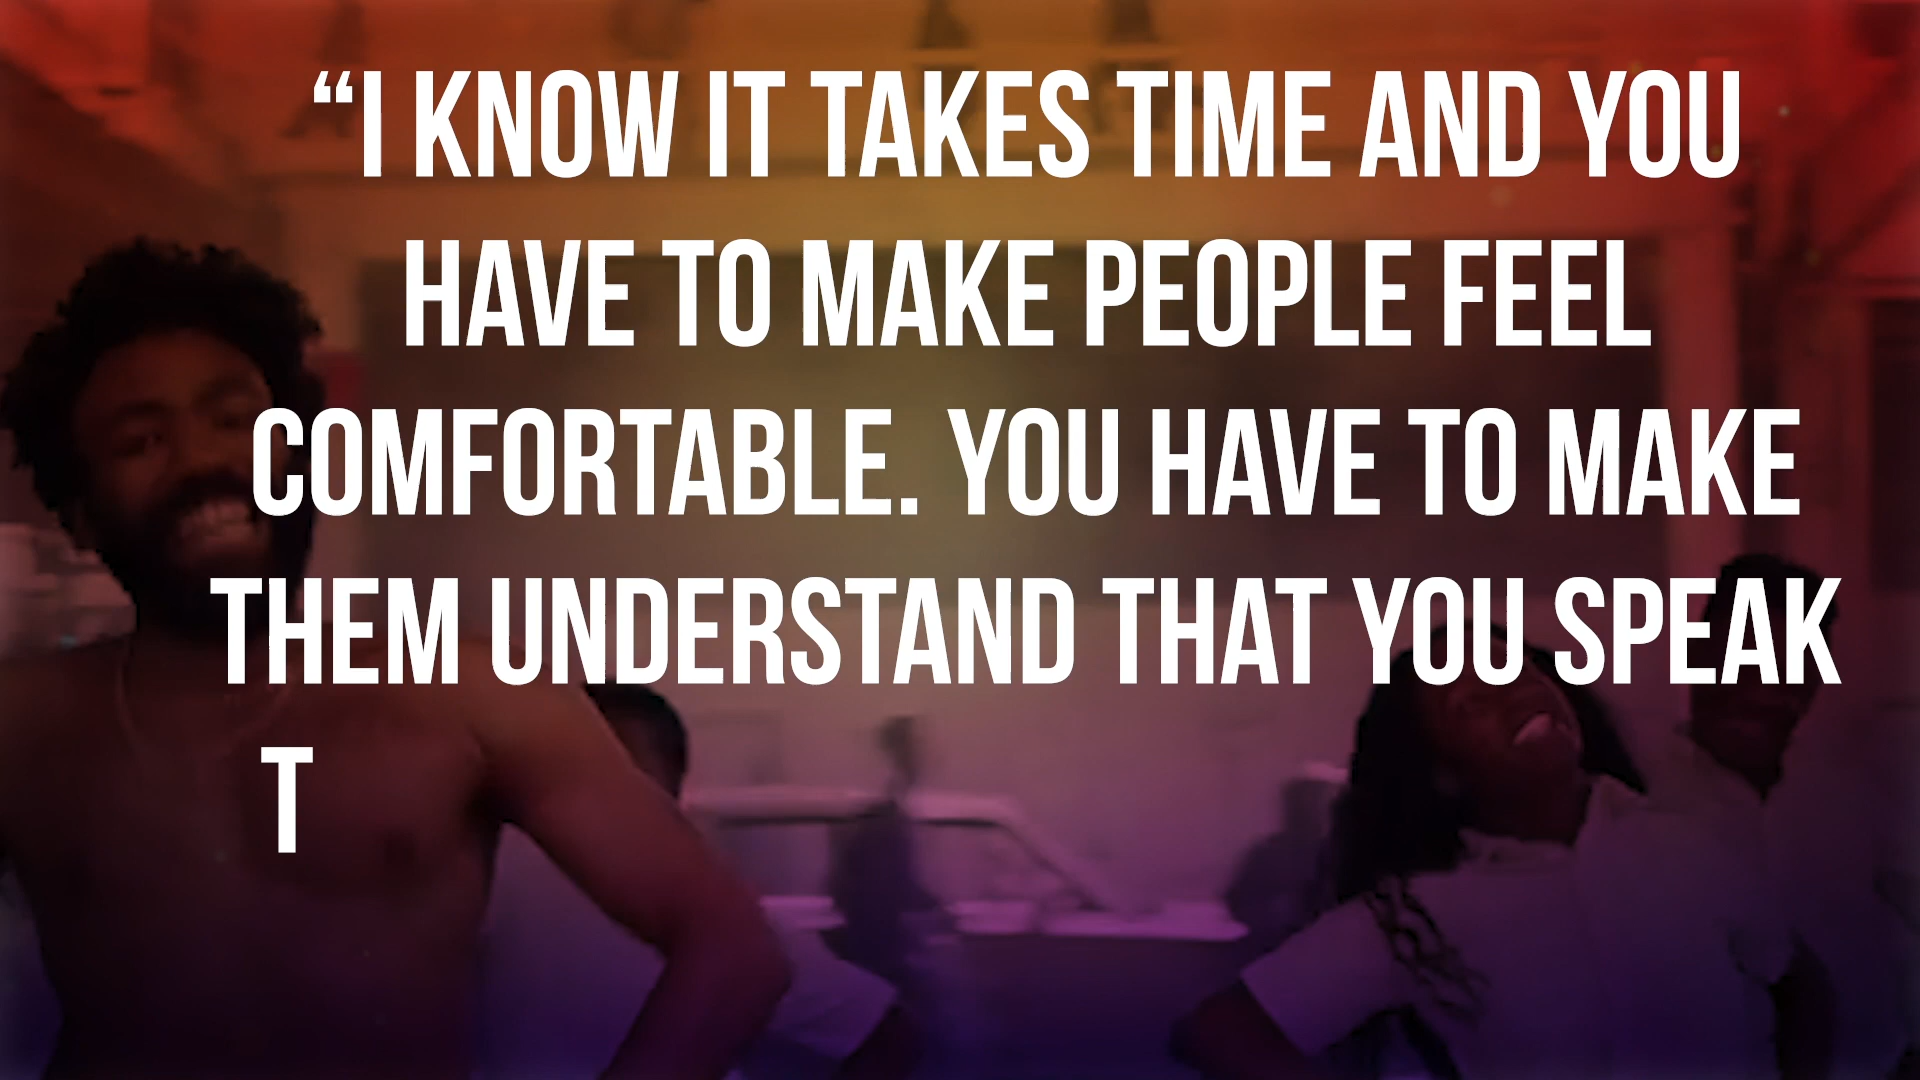 “I KNOW IT TAKES TIME AND YOU
HAVE TO MAKE PEOPLE FEEL
COMFORTABLE. YOU HAVE TO MAKE
THEM UNDERSTAND THAT YOU SPEAK
T